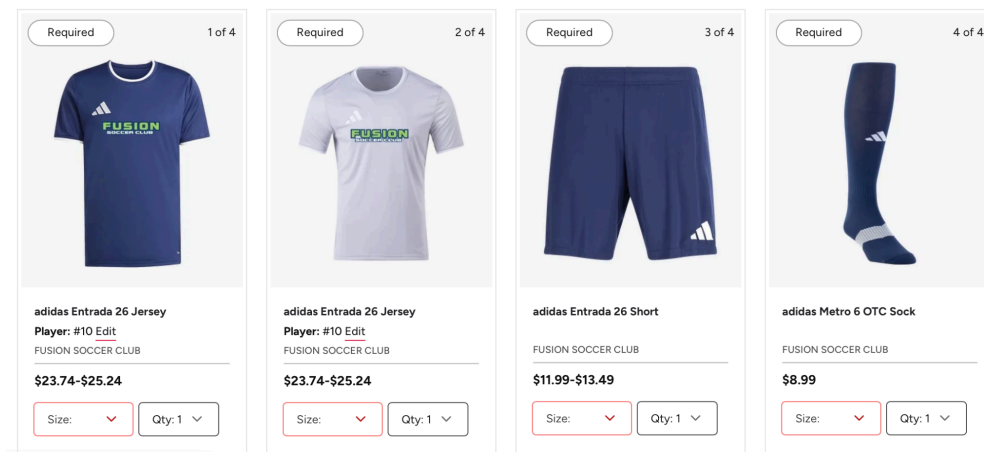 Required
1 of 4
FUSION
SOCCER CLUB
adidas Entrada 26 Jersey
Player: #10 Edit
FUSION SOCCER CLUB
$23.74-$25.24
Size:
Qty: 1
Required
2 of 4
FUSION
SOCCER CLUB
adidas Entrada 26 Jersey
Player: #10 Edit
FUSION SOCCER CLUB
$23.74-$25.24
Size:
Qty: 1
Required
3 of 4
adidas Entrada 26 Short
FUSION SOCCER CLUB
$11.99-$13.49
Size:
Qty: 1
Required
4 of 4
adidas Metro 6 OTC Sock
FUSION SOCCER CLUB
$8.99
Size:
Qty: 1